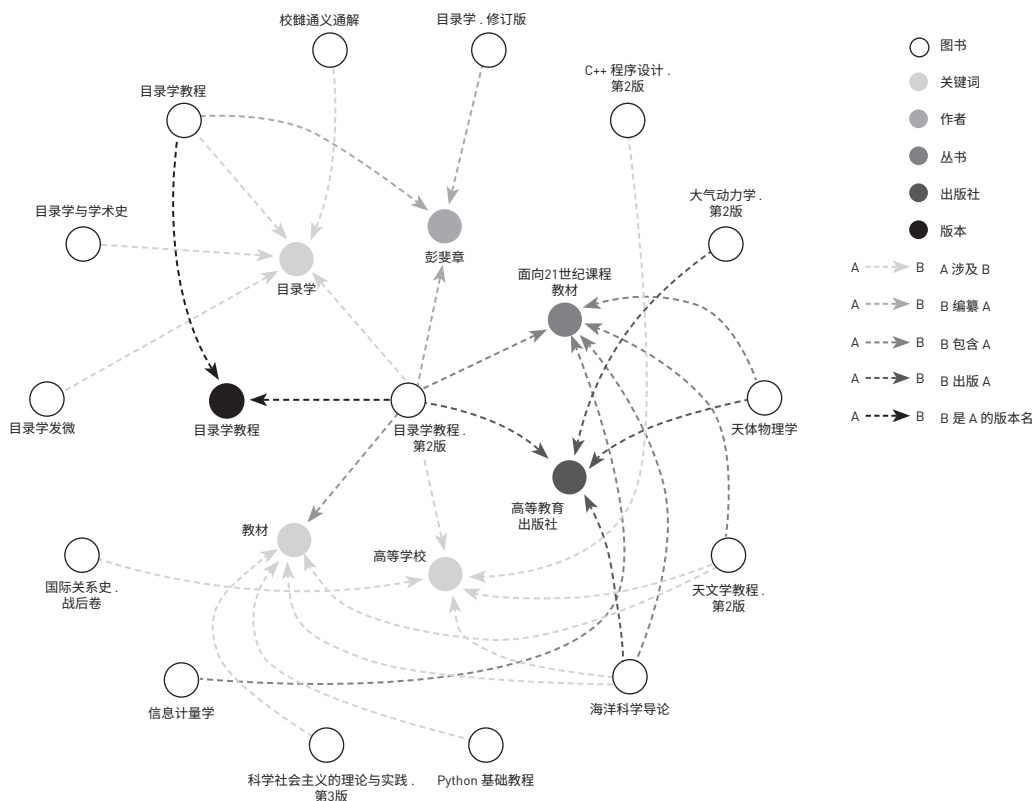 校雠通义通解
目录学 . 修订版
C++ 程序设计 .
第2版
目录学教程
目录学与学术史
大气动力学 .
第2版
彭斐章
目录学
面向21世纪课程
教材
目录学发微
目录学教程
目录学教程 .
第2版
天体物理学
高等教育
出版社
教材
高等学校
国际关系史 .
战后卷
天文学教程 .
第2版
信息计量学
海洋科学导论
科学社会主义的理论与实践 .
第3版
Python 基础教程
图书
关键词
作者
丛书
出版社
版本
A B A 涉及 B
A B B 编纂 A
A B B 包含 A
A B B 出版 A
A B B 是 A 的版本名